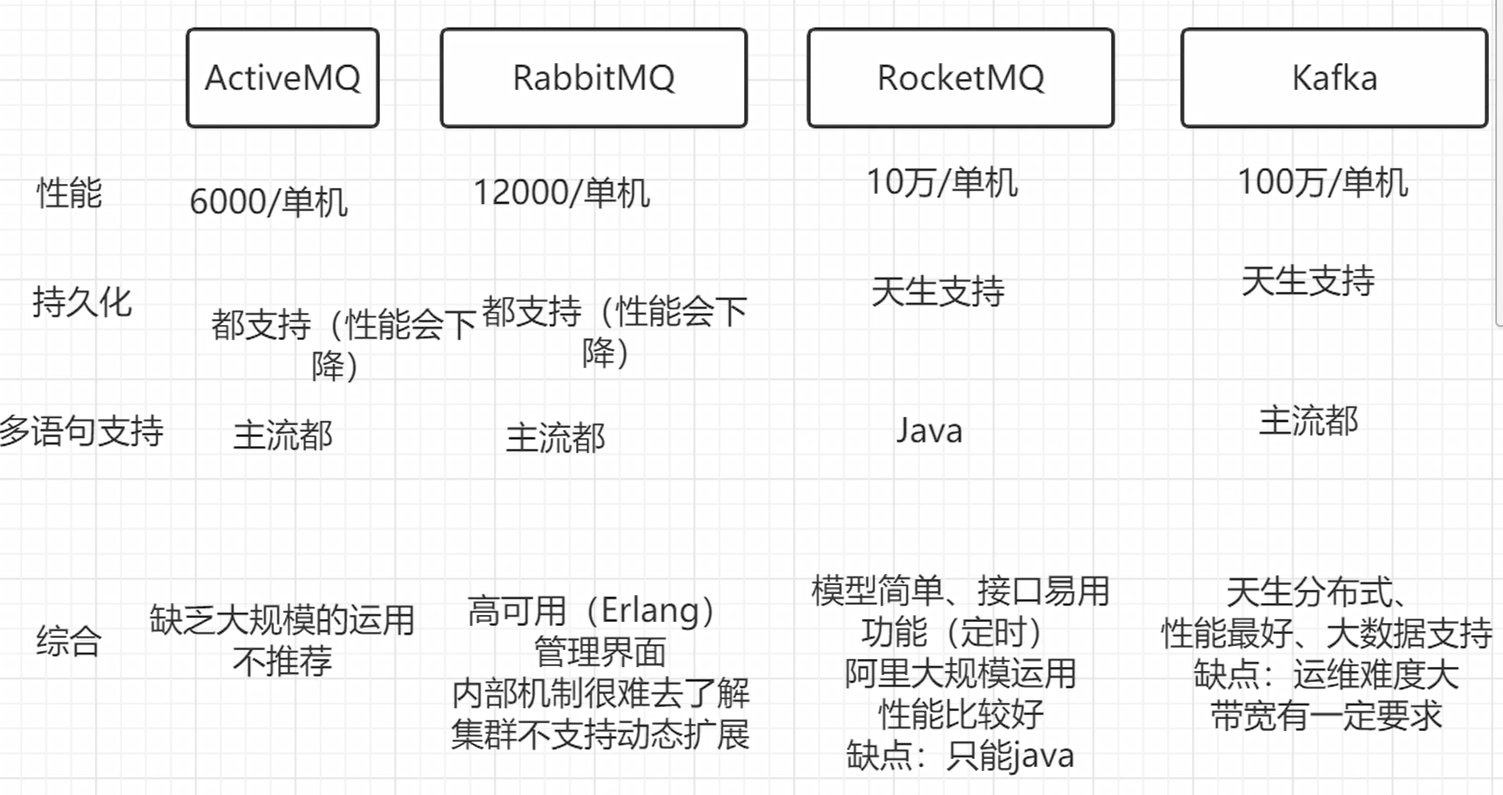 ActiveMQ
RabbitMQ
RocketMQ
Kafka
性能
6000/单机
12000/单机
10万/单机
100万/单机
持久化
都支持（性能会下
降）
都支持（性能会下
降）
天生支持
天生支持
多语句支持
主流都
主流都
Java
主流都
综合
缺乏大规模的运用
不推荐
高可用（Erlang）
管理界面
内部机制很难去了解
集群不支持动态扩展
模型简单、接口易用
功能（定时）
阿里大规模运用
性能比较好
缺点：只能java
天生分布式、
性能最好、大数据支持
缺点：运维难度大
带宽有一定要求